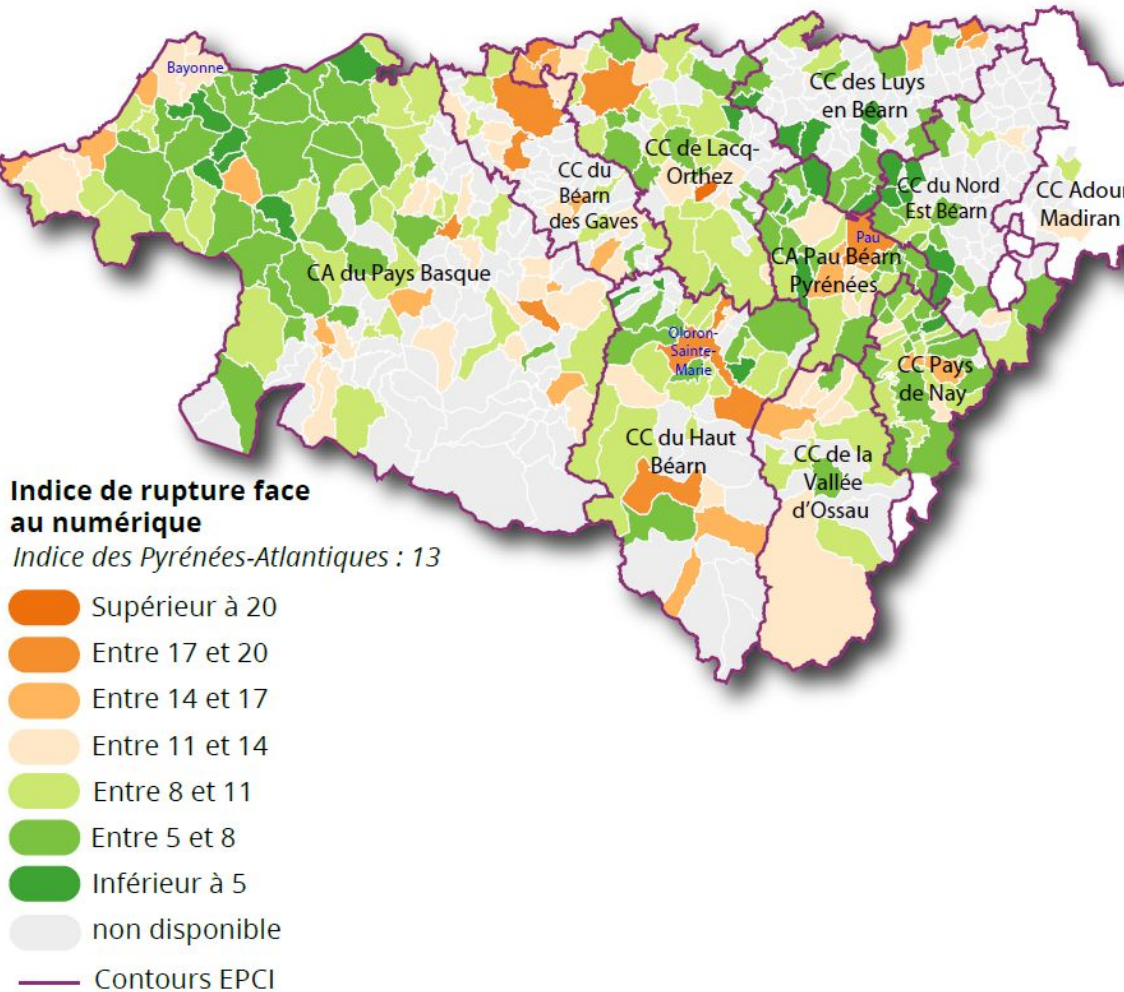 Bayonne
CC des Luys
en Béarn
CC de Lacq-
Orthez
CC du
Béarn
des Gaves
CC du Nord
Est Béarn
CC Adour
Madiran
Pau
CA Pau Béarn
Pyrénées
CA du Pays Basque
Oloron-
Sainte-
Marie
CC Pays
de Nay
CC du Haut
Béarn
CC de la
Vallée
d'Ossau
Indice de rupture face
au numérique
Indice des Pyrénées-Atlantiques : 13
Supérieur à 20
Entre 17 et 20
Entre 14 et 17
Entre 11 et 14
Entre 8 et 11
Entre 5 et 8
Inférieur à 5
non disponible
Contours EPCI